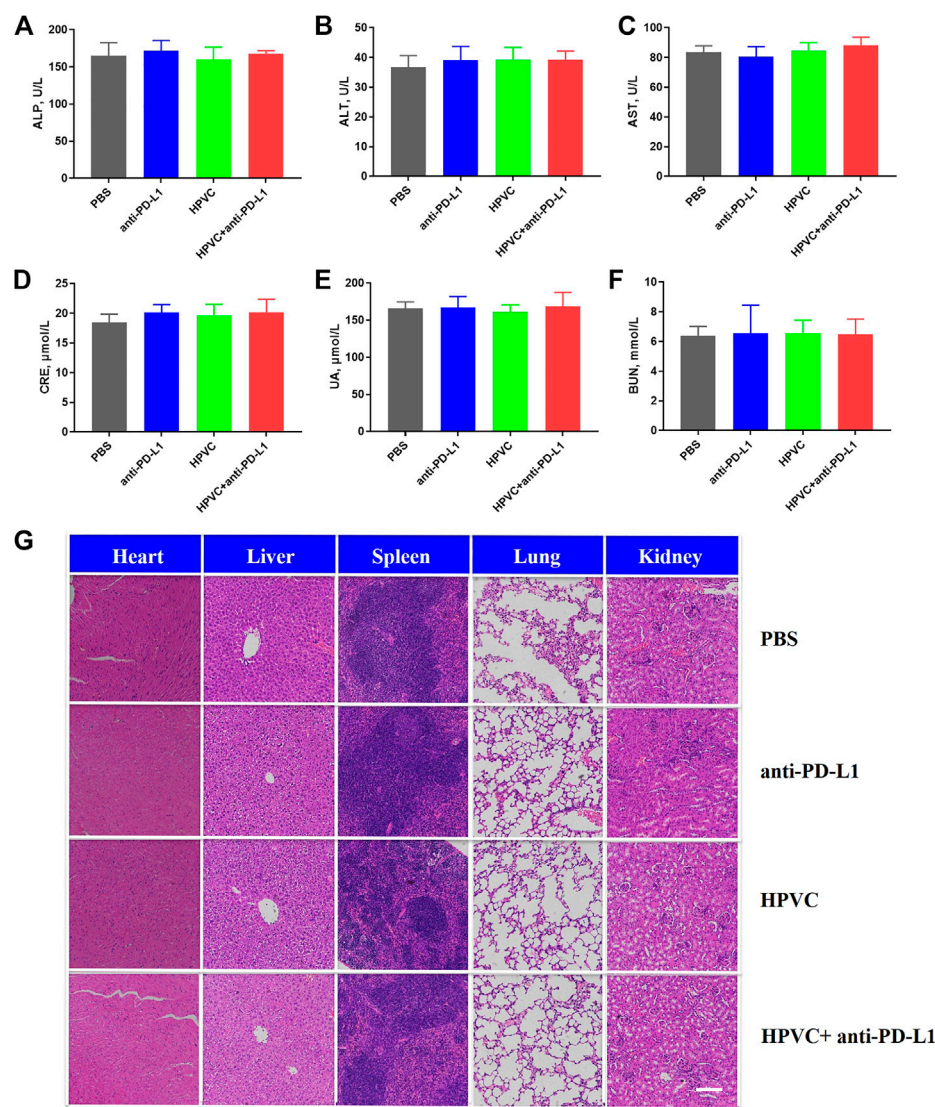 A
ALP, U/L
200
150
100
50
0
PBS
anti-PD-L1
HPVC
HPVC+anti-PD-L1
B
ALT, U/L
50
40
30
20
10
0
PBS
anti-PD-L1
HPVC
HPVC+anti-PD-L1
C
AST, U/L
100
80
60
40
20
0
PBS
anti-PD-L1
HPVC
HPVC+anti-PD-L1
D
CRE, μmol/L
25
20
15
10
5
0
PBS
anti-PD-L1
HPVC
HPVC+anti-PD-L1
E
UA, μmol/L
200
150
100
50
0
PBS
anti-PD-L1
HPVC
HPVC+anti-PD-L1
F
BUN, mmol/L
10
8
6
4
2
0
PBS
anti-PD-L1
HPVC
HPVC+anti-PD-L1
G
Heart Liver Spleen Lung Kidney
PBS
anti-PD-L1
HPVC
HPVC+ anti-PD-L1